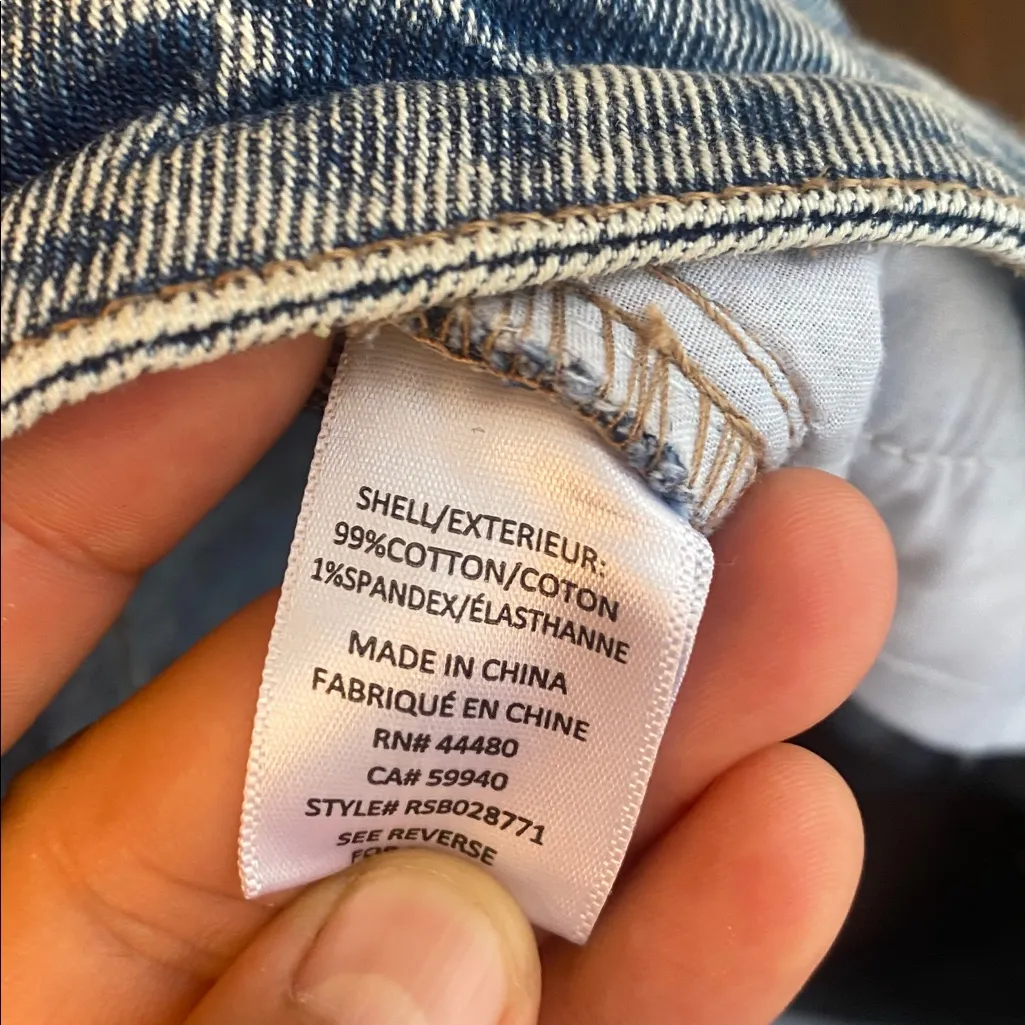 SHELL/EXTERIEUR:
99%COTTON/COTON
1%SPANDEX/ÉLASTHANNE
MADE IN CHINA
FABRIQUÉ EN CHINE
RN# 44480
CA# 59940
STYLE# RSB028771
SEE REVERSE